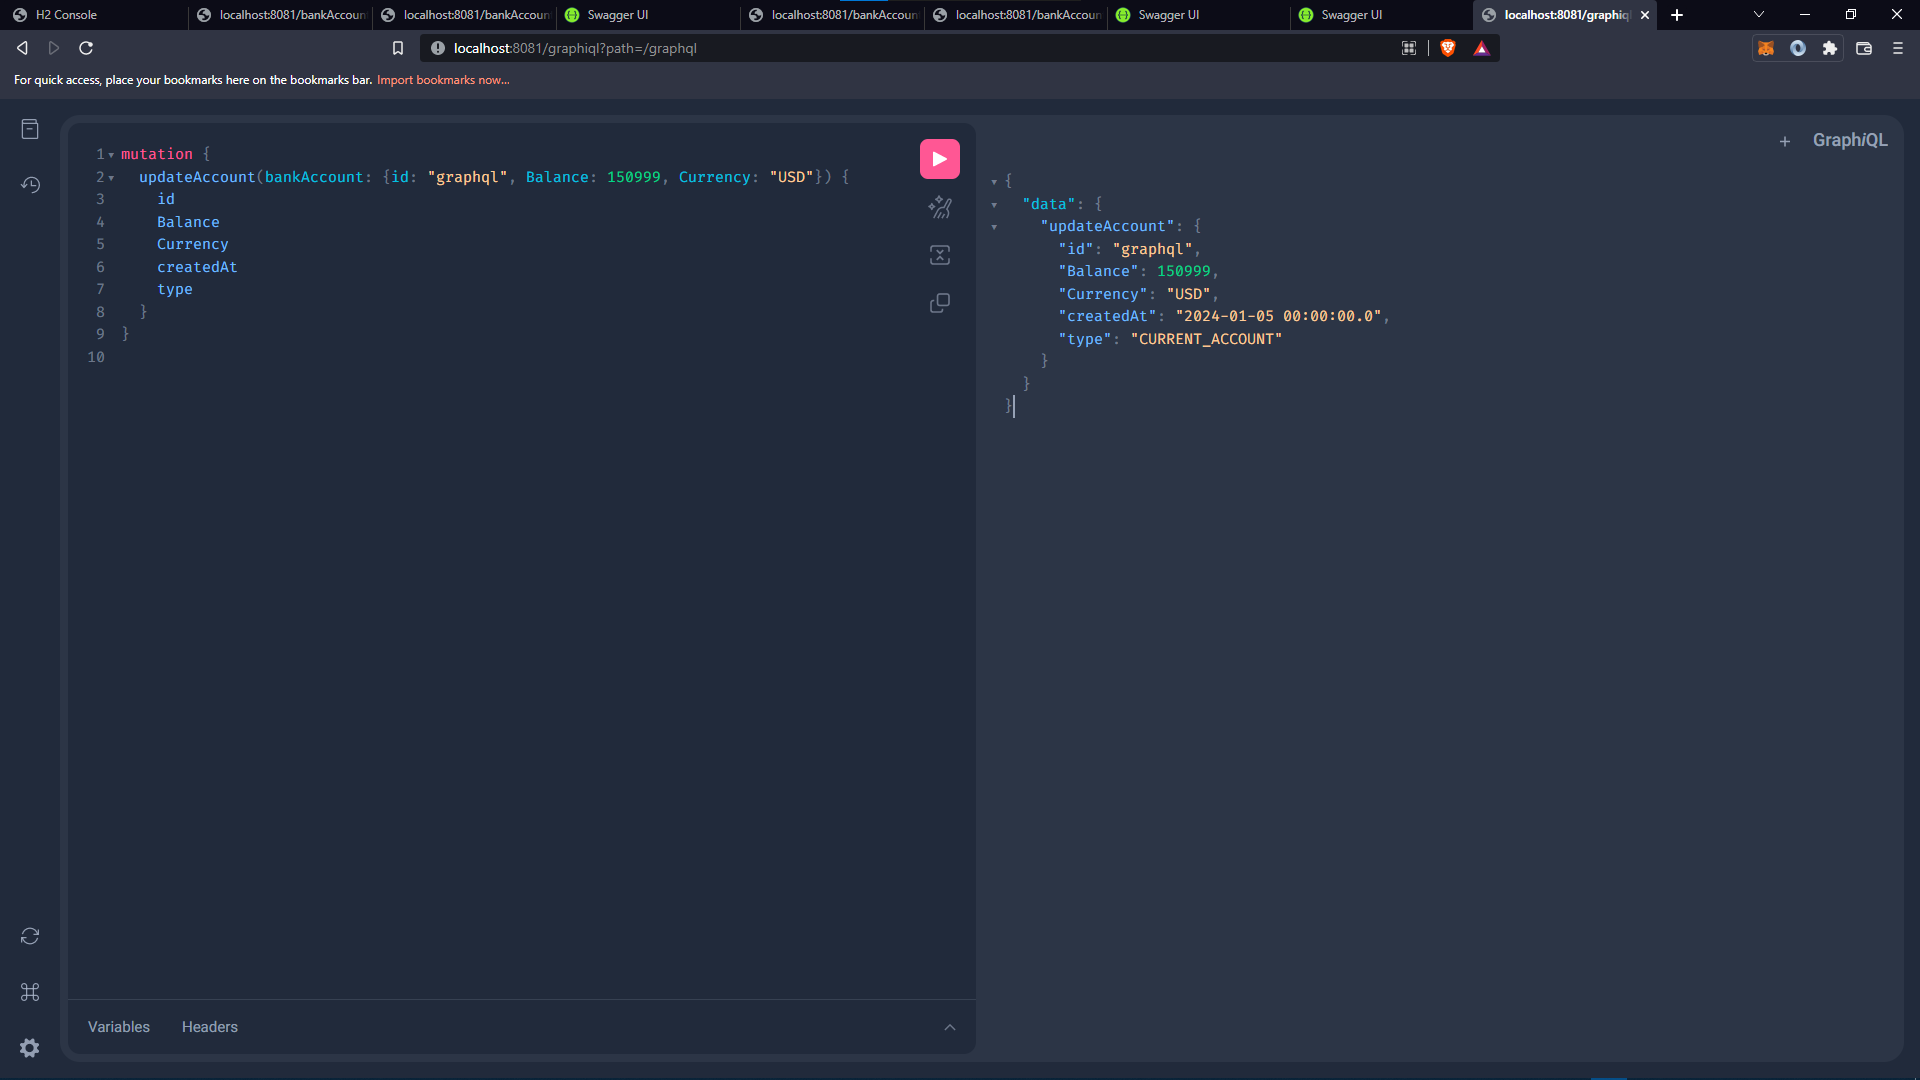 H2 Console
localhost:8081/bankAccoun
localhost:8081/bankAccoun
Swagger UI
localhost:8081/bankAccoun
localhost:8081/bankAccoun
Swagger UI
Swagger UI
localhost:8081/graphiql
localhost:8081/graphiql?path=/graphql
For quick access, place your bookmarks here on the bookmarks bar. Import bookmarks now...
1 mutation {
2 updateAccount(bankAccount: {id: "graphql", Balance: 150999, Currency: "USD"}) {
3 id
4 Balance
5 Currency
6 createdAt
7 type
8 }
9 }
10
GraphiQL
{
"data": {
"updateAccount": {
"id": "graphql",
"Balance": 150999,
"Currency": "USD",
"createdAt": "2024-01-05 00:00:00.0",
"type": "CURRENT_ACCOUNT"
}
}
}
Variables Headers